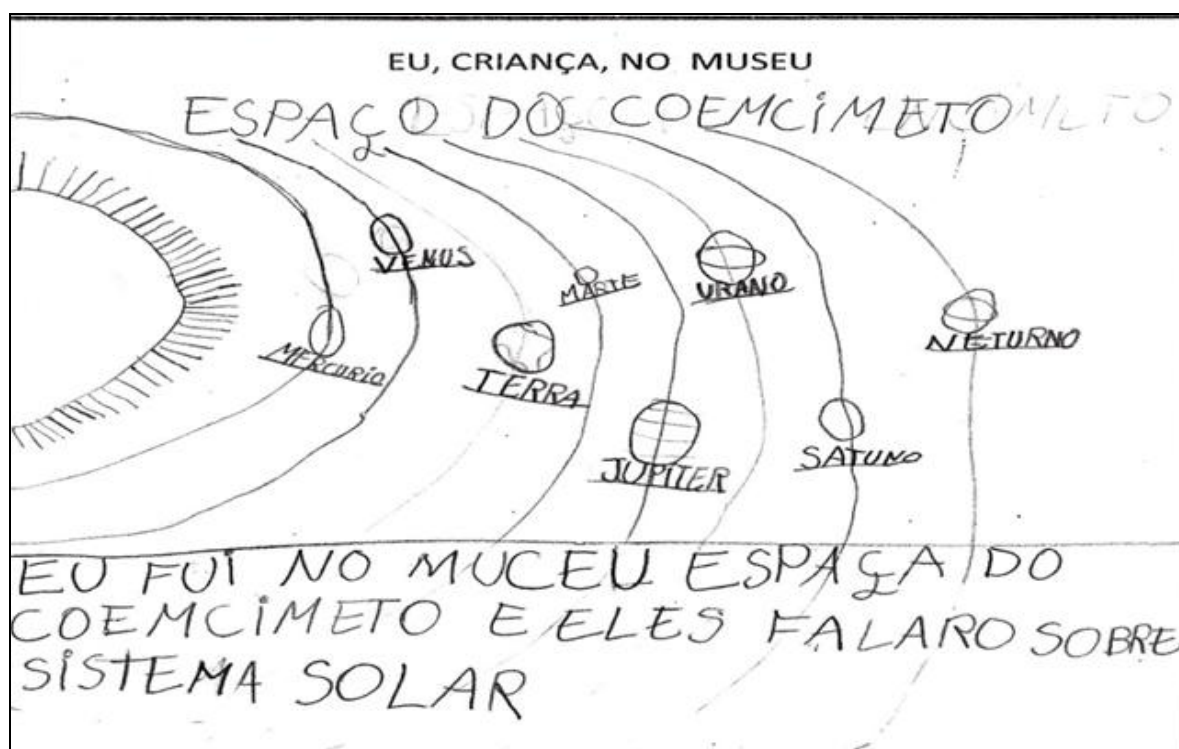 EU, CRIANÇA, NO MUSEU
ESPAÇO DO COEMCIMETO
VENUS
MARTE
URANO
MERCURIO
TERRA
NETURNO
JUPITER
SATUNO
EU FUI NO MUCEU ESPAÇA DO
COEMCIMETO E ELES FALARO SOBRE
SISTEMA SOLAR